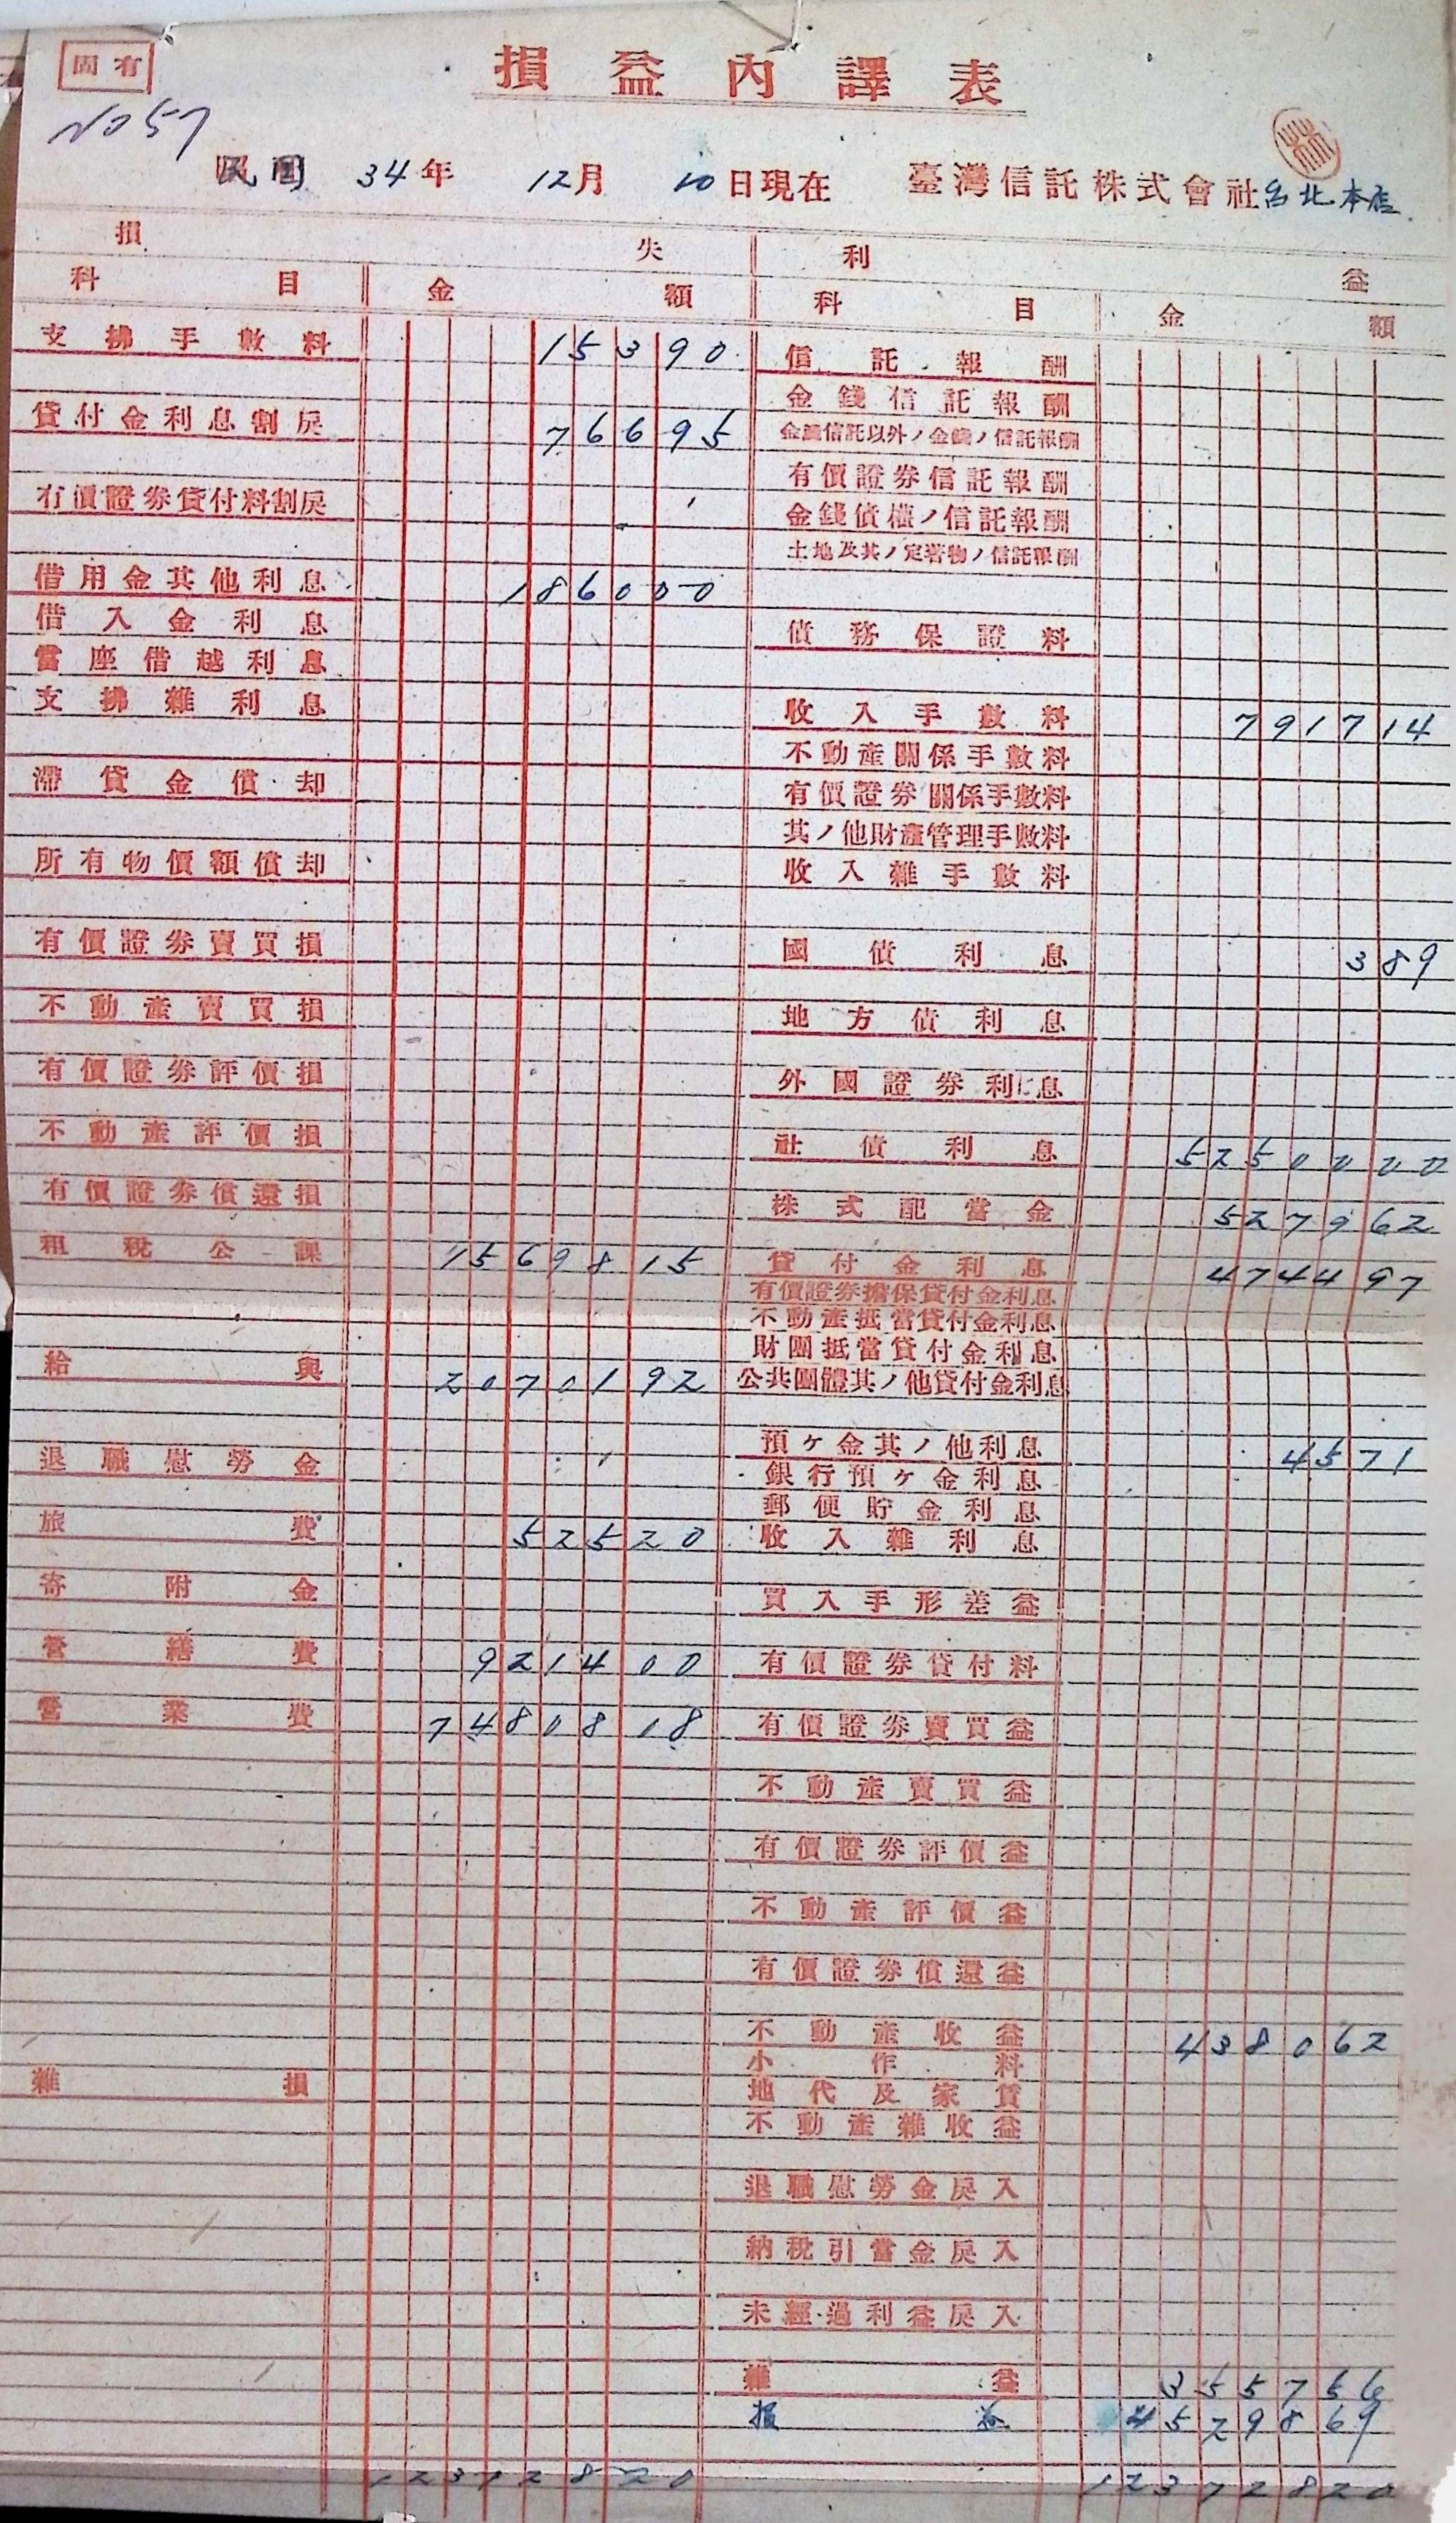 固有
損益內譯表
No 57
民國 34年 12月 10日現在 臺灣信託株式會社台北本店
損失 利益
科目 金額 科目 金額
支拂手數料 15390 信託報酬
金錢信託報酬
貸付金利息割戾 76695 金錢信託以外ノ金錢ノ信託報酬
有價證券信託報酬
有價證券貸付料割戾 金錢債權ノ信託報酬
土地及其ノ定著物ノ信託報酬
借用金其他利息 186000
借入金利息 債務保證料
當座借越利息
支拂雜利息 收入手數料 791714
不動產關係手數料
滯貸金償却 有價證券關係手數料
其ノ他財產管理手數料
所有物價額償却 收入雜手數料
有價證券賣買損 國債利息 389
不動產賣買損 地方債利息
有價證券評價損 外國證券利息
不動產評價損 社債利息 5250000
有價證券償還損 株式配當金 527962
租稅公課 1569815 貸付金利息 474497
有價證券擔保貸付金利息
不動產抵當貸付金利息
財團抵當貸付金利息
給與 2070192 公共團體其ノ他貸付金利息
預ケ金其ノ他利息 4571
退職慰勞金 銀行預ケ金利息
郵便貯金利息
旅費 52520 收入雜利息
寄附金 買入手形差益
營繕費 921400 有價證券貸付料
營業費 7480818 有價證券賣買益
不動產賣買益
有價證券評價益
不動產評價益
有價證券償還益
不動產收益 438062
小作料
雜損 地代及家賃
不動產雜收益
退職慰勞金戾入
納稅引當金戾入
未經過利益戾入
雜益 355756
損益 4529869
12372820 12372820